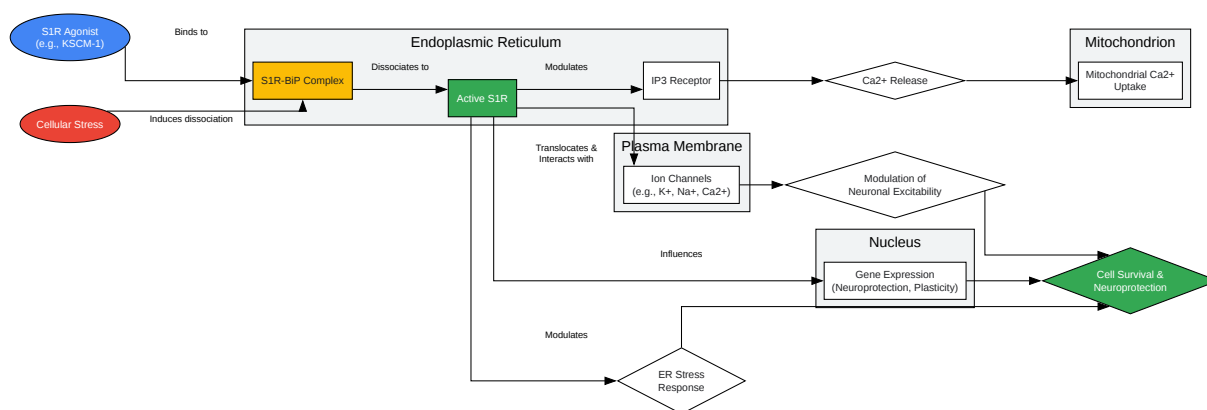 S1R Agonist
(e.g., KSCM-1)
Binds to
Endoplasmic Reticulum
Mitochondrion
S1R-BiP Complex
Dissociates to
Active S1R
Modulates
IP3 Receptor
Ca2+ Release
Mitochondrial Ca2+
Uptake
Cellular Stress
Induces dissociation
Translocates &
Interacts with
Plasma Membrane
Ion Channels
(e.g., K+, Na+, Ca2+)
Modulation of
Neuronal Excitability
Influences
Nucleus
Gene Expression
(Neuroprotection, Plasticity)
Cell Survival &
Neuroprotection
Modulates
ER Stress
Response